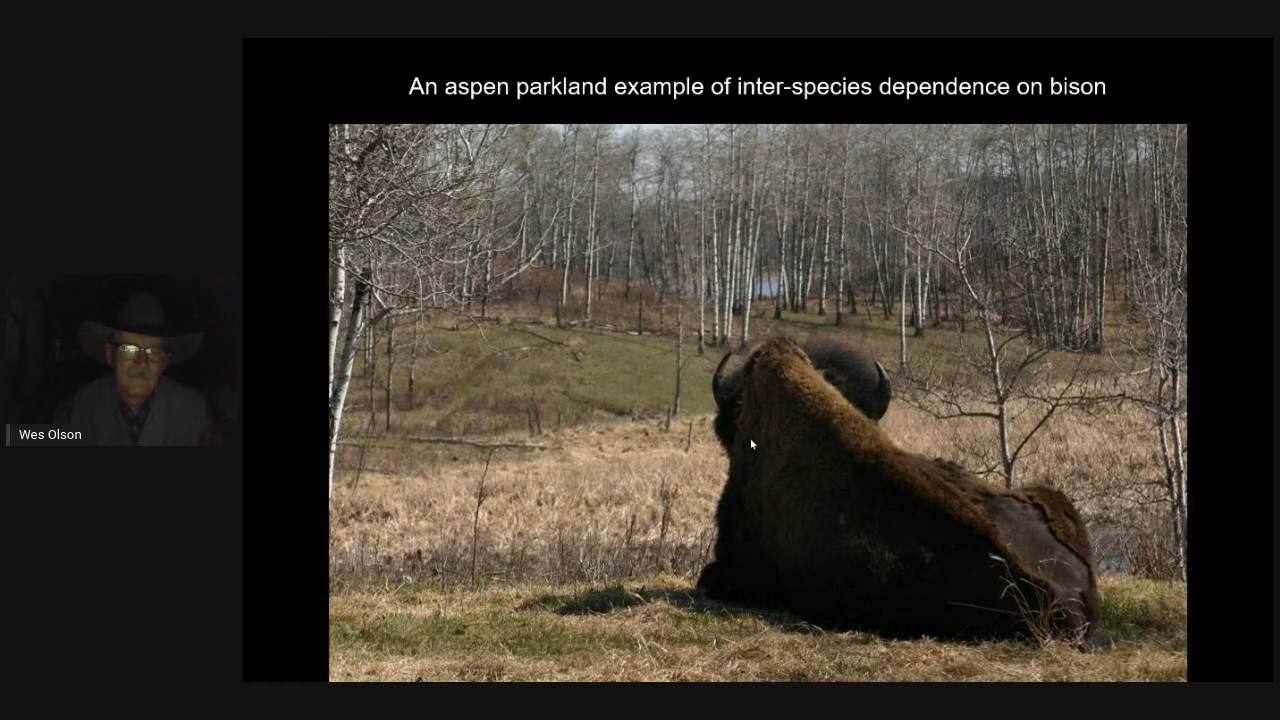 An aspen parkland example of inter-species dependence on bison
Wes Olson